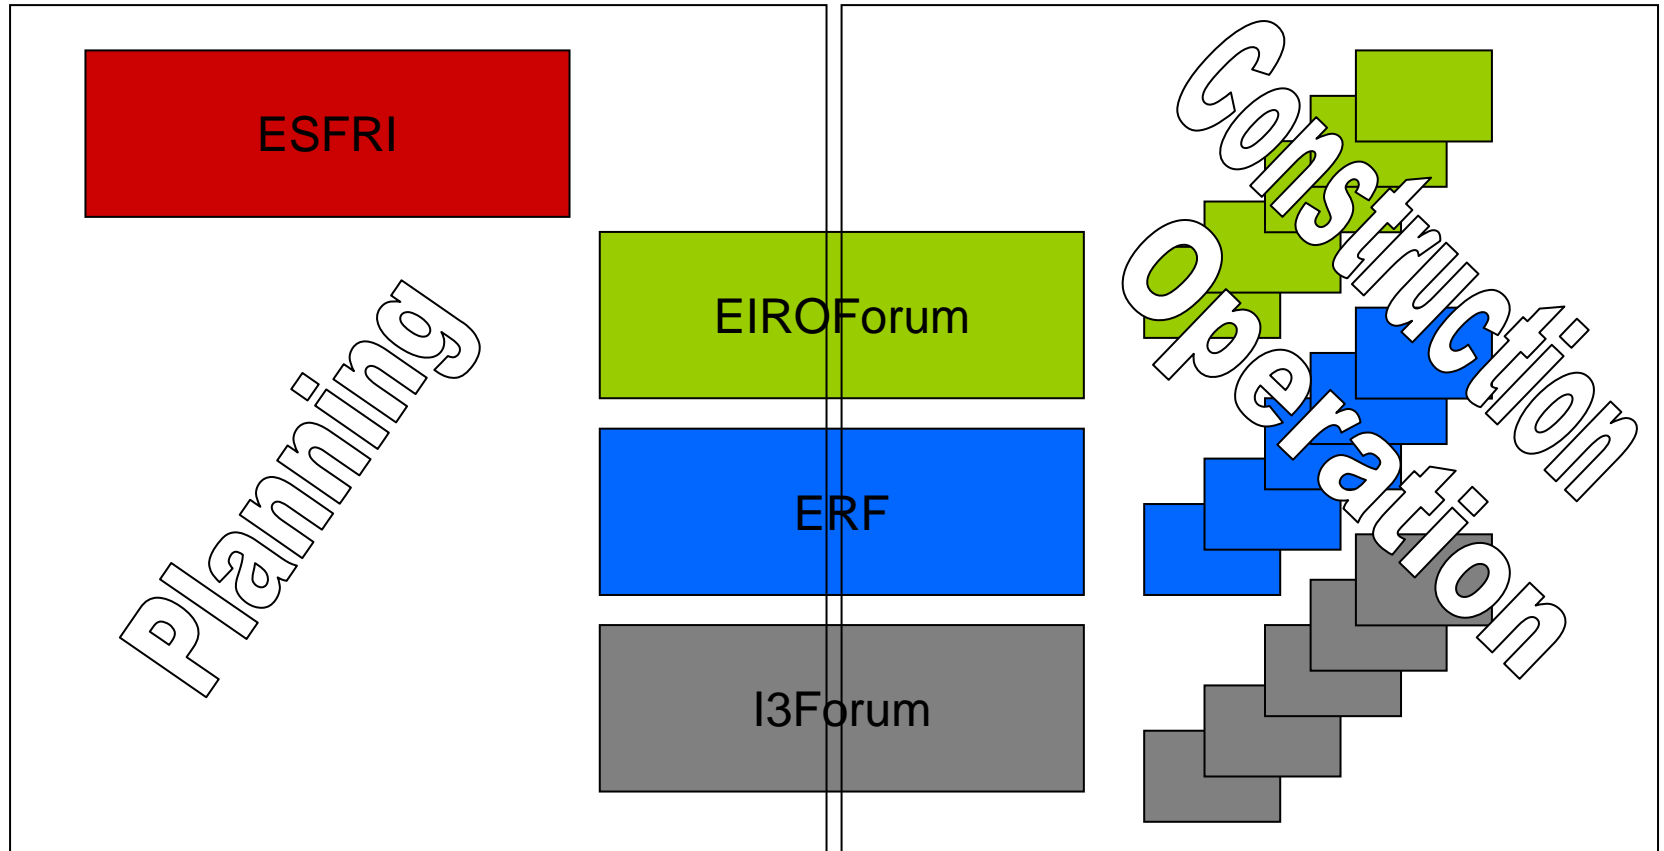 ESFRI
Planning
EIROForum
ERF
I3Forum
Construction
Operation